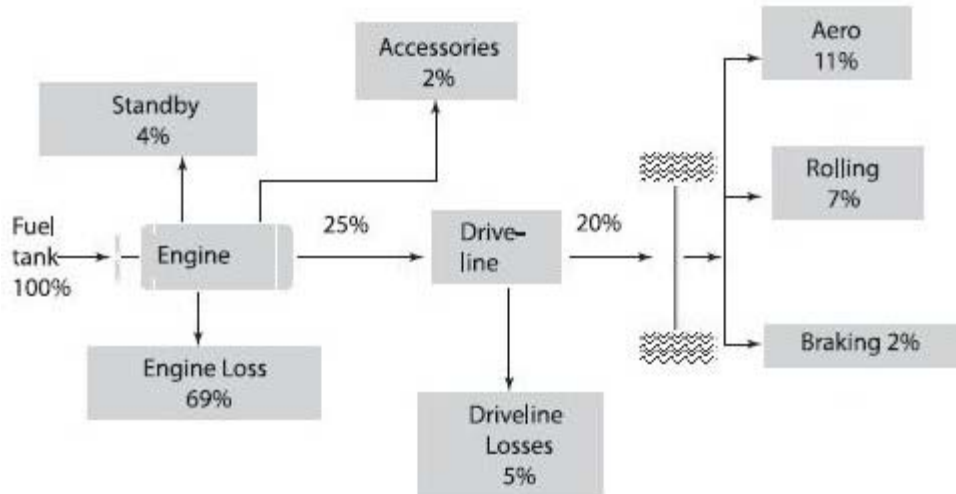 Accessories
2%
Aero
11%
Standby
4%
Rolling
7%
Fuel
tank
100%
Engine
25%
Drive-
line
20%
Braking 2%
Engine Loss
69%
Driveline
Losses
5%